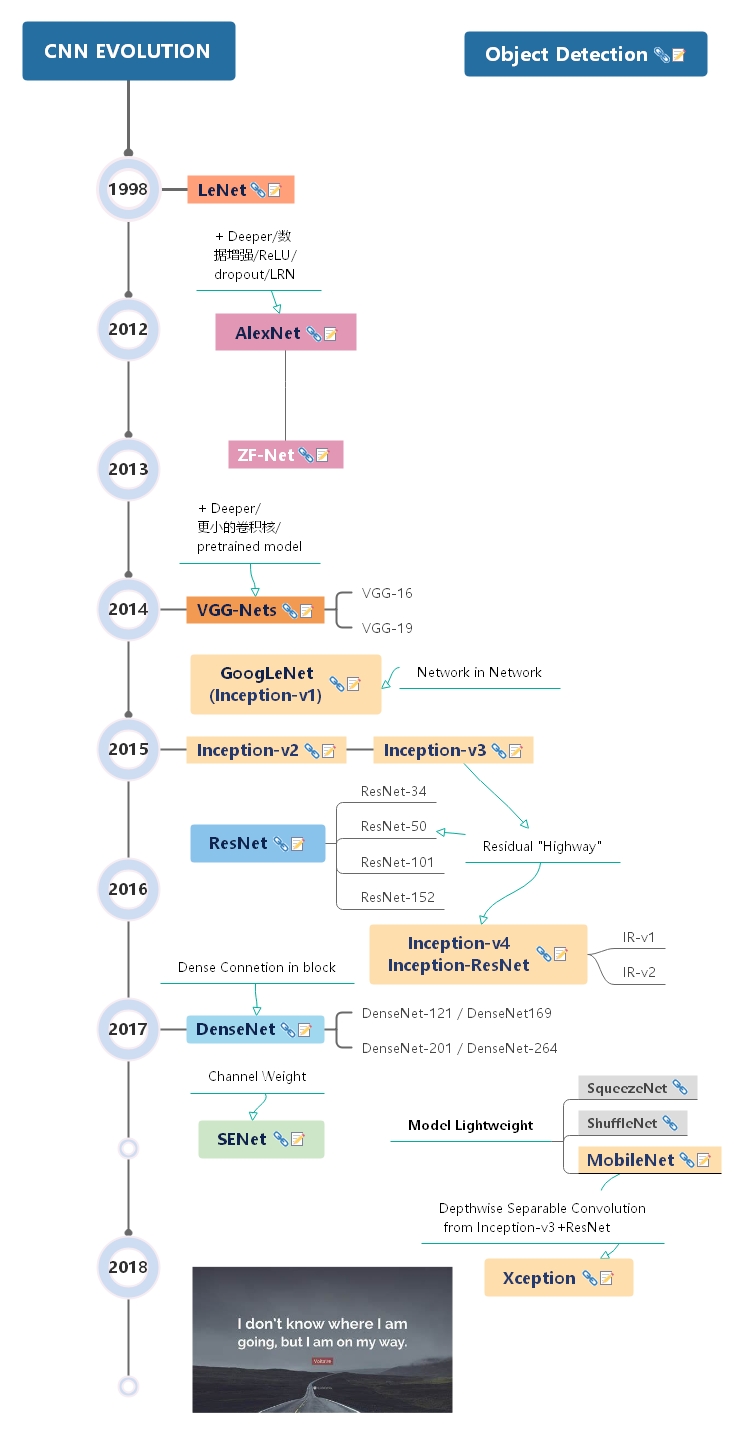 CNN EVOLUTION
Object Detection
1998
LeNet
+ Deeper/数
据增强/ReLU/
dropout/LRN
2012
AlexNet
ZF-Net
2013
+ Deeper/
更小的卷积核/
pretrained model
2014
VGG-Nets
VGG-16
VGG-19
GoogLeNet
(Inception-v1)
Network in Network
2015
Inception-v2
Inception-v3
ResNet
ResNet-34
ResNet-50
ResNet-101
ResNet-152
Residual "Highway"
2016
Inception-v4
Inception-ResNet
IR-v1
IR-v2
Dense Connetion in block
2017
DenseNet
DenseNet-121 / DenseNet169
DenseNet-201 / DenseNet-264
Channel Weight
SENet
Model Lightweight
SqueezeNet
ShuffleNet
MobileNet
Depthwise Separable Convolution
from Inception-v3+ResNet
Xception
2018
I don't know where I am
going, but I am on my way.
Voltaire